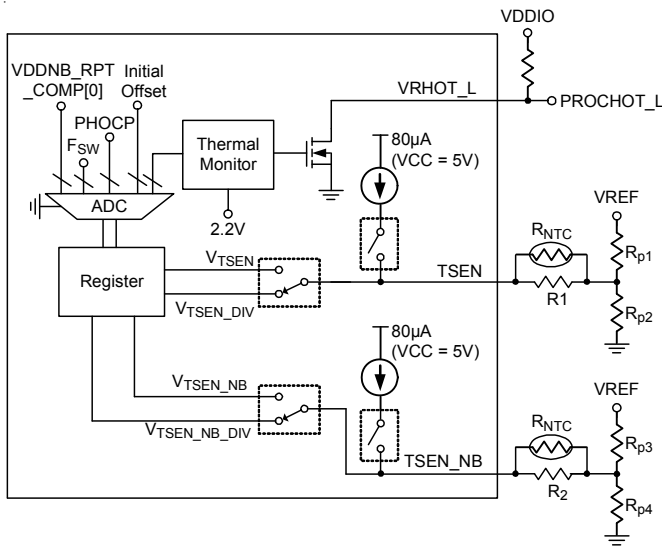 VDDIO
VDDNB_RPT
_COMP[0]
Initial
Offset
VRHOT_L
PROCHOT_L
PHOCP
FSW
Thermal
Monitor
80µA
(VCC = 5V)
ADC
2.2V
VREF
RNTC
Rp1
Register
VTSEN
TSEN
R1
VTSEN_DIV
Rp2
80µA
(VCC = 5V)
VREF
VTSEN_NB
RNTC
Rp3
VTSEN_NB_DIV
TSEN_NB
R2
Rp4